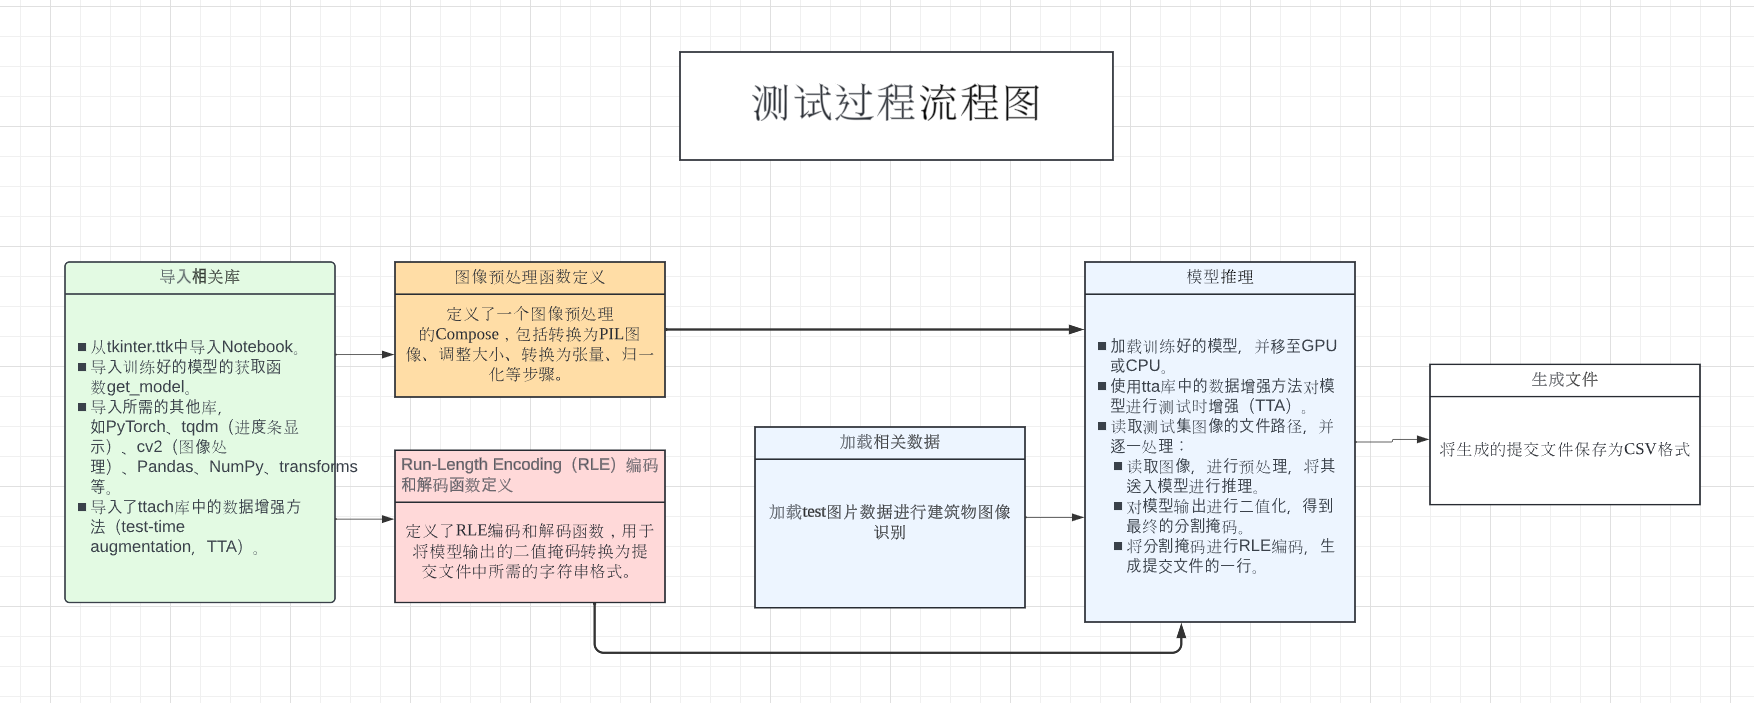 测试过程流程图
导入相关库
从tkinter.ttk中导入Notebook。
导入训练好的模型的获取函
数get_model。
导入所需的其他库,
如PyTorch、tqdm（进度条显
示）、cv2（图像处
理）、Pandas、NumPy、transforms
等。
导入了ttach库中的数据增强方
法（test-time
augmentation，TTA）。
图像预处理函数定义
定义了一个图像预处理
的Compose，包括转换为PIL图
像、调整大小、转换为张量、归一
化等步骤。
Run-Length Encoding（RLE）编码
和解码函数定义
定义了RLE编码和解码函数，用于
将模型输出的二值掩码转换为提
交文件中所需的字符串格式。
加载相关数据
加载test图片数据进行建筑物图像
识别
模型推理
加载训练好的模型，并移至GPU
或CPU。
使用tta库中的数据增强方法对模
型进行测试时增强（TTA）。
读取测试集图像的文件路径，并
逐一处理：
读取图像，进行预处理，将其
送入模型进行推理。
对模型输出进行二值化，得到
最终的分割掩码。
将分割掩码进行RLE编码，生
成提交文件的一行。
生成文件
将生成的提交文件保存为CSV格式